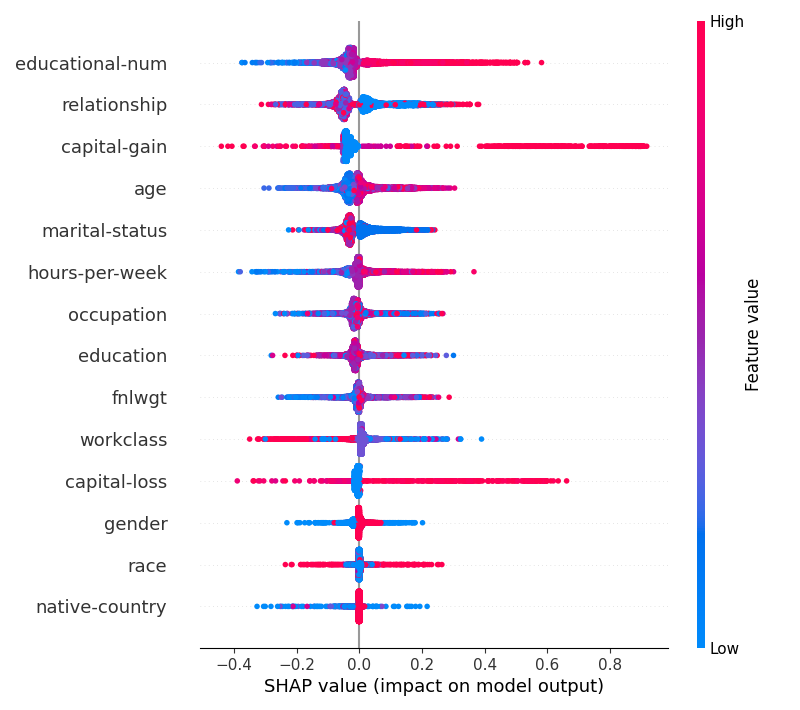 High
educational-num
relationship
capital-gain
age
marital-status
hours-per-week
occupation
education
fnlwgt
workclass
capital-loss
gender
race
native-country
Feature value
Low
−0.4 −0.2 0.0 0.2 0.4 0.6 0.8
SHAP value (impact on model output)